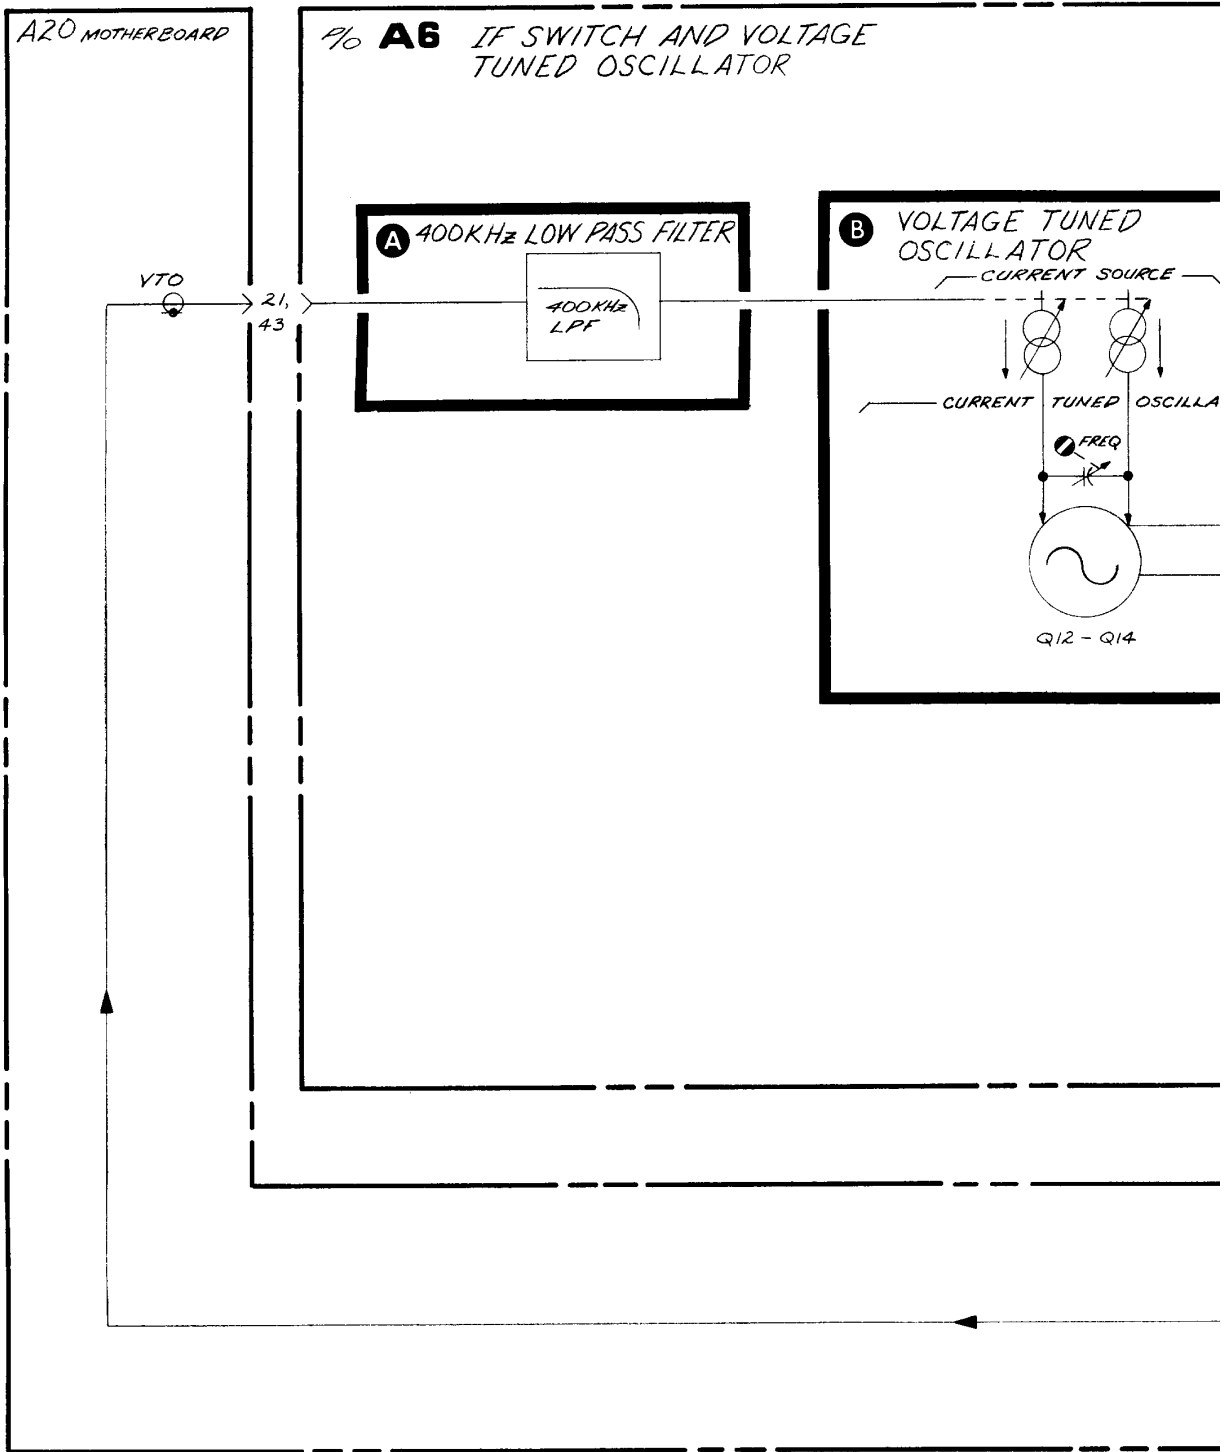 A20 MOTHERBOARD
P/O A6 IF SWITCH AND VOLTAGE
TUNED OSCILLATOR
A 400KHz LOW PASS FILTER
400KHz
LPF
VTO
21,
43
B VOLTAGE TUNED
OSCILLATOR
CURRENT SOURCE
CURRENT TUNED OSCILLA
FREQ
Q12 - Q14